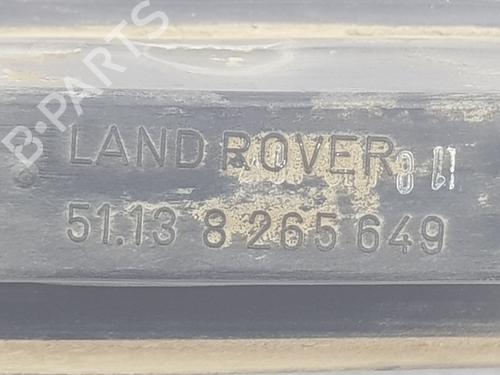 B-PARTS
LAND ROVER
51.13 8 265 649